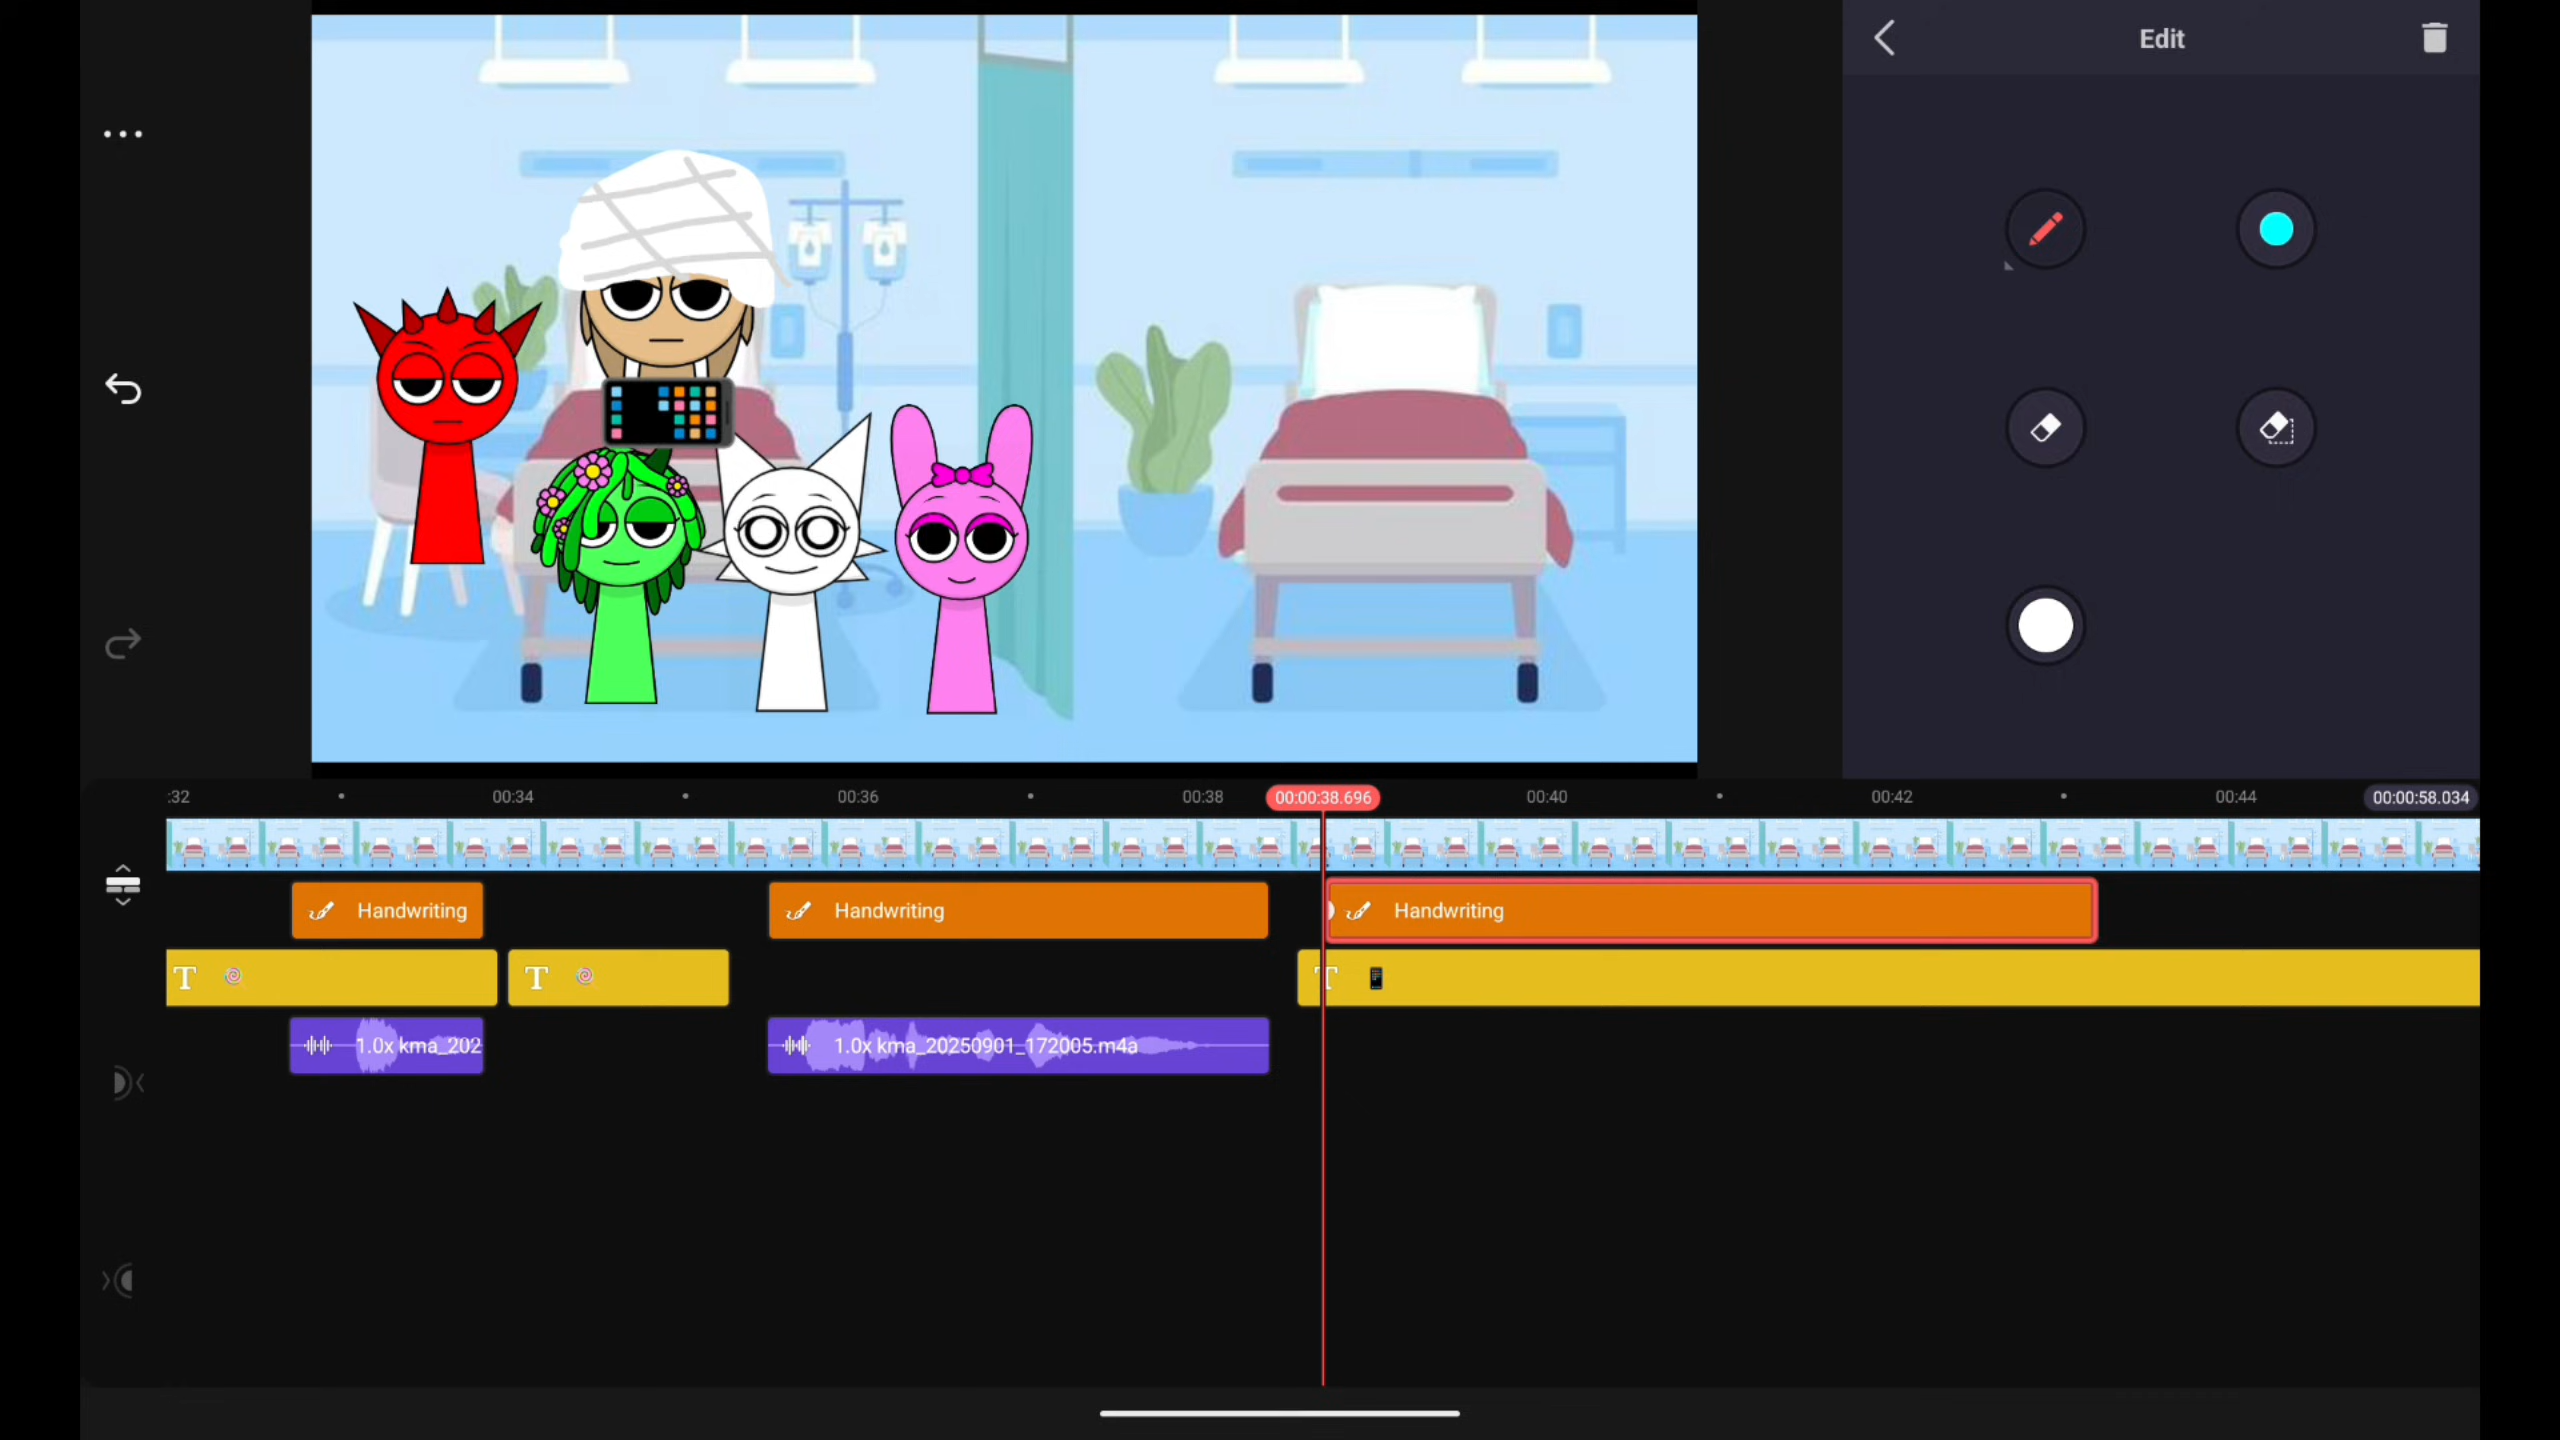 Edit
:32
00:34
00:36
00:38
00:00:38.696
00:40
00:42
00:44
00:00:58.034
Handwriting
Handwriting
Handwriting
T
T
T
1.0x kma_202
1.0x kma_20250901_172005.m4a